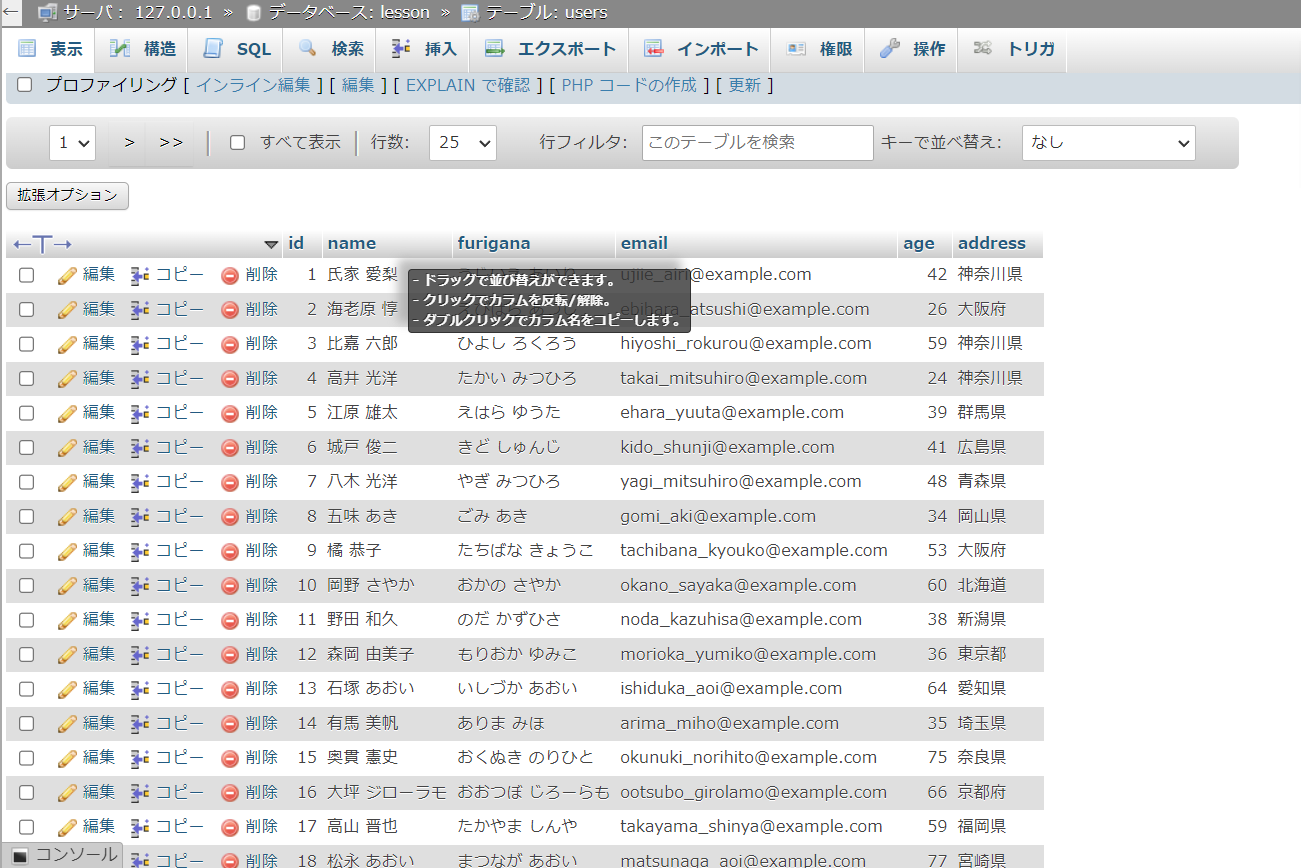 サーバ: 127.0.0.1 » データベース: lesson » テーブル: users
表示 構造 SQL 検索 挿入 エクスポート インポート 権限 操作 トリガ
プロファイリング [ インライン編集 ] [ 編集 ] [ EXPLAIN で確認 ] [ PHP コードの作成 ] [ 更新 ]
1 > >> すべて表示 行数: 25 行フィルタ: このテーブルを検索 キーで並べ替え: なし
拡張オプション
←T→ id name furigana email age address
編集 コピー 削除 1 氏家 愛梨 ujiie_airi@example.com 42 神奈川県
- ドラッグで並び替えができます。
- クリックでカラムを反転/解除。
- ダブルクリックでカラム名をコピーします。
編集 コピー 削除 2 海老原 惇 ebihara_atsushi@example.com 26 大阪府
編集 コピー 削除 3 比嘉 六郎 ひよし ろくろう hiyoshi_rokurou@example.com 59 神奈川県
編集 コピー 削除 4 高井 光洋 たかい みつひろ takai_mitsuhiro@example.com 24 神奈川県
編集 コピー 削除 5 江原 雄太 えはら ゆうた ehara_yuuta@example.com 39 群馬県
編集 コピー 削除 6 城戸 俊二 きど しゅんじ kido_shunji@example.com 41 広島県
編集 コピー 削除 7 八木 光洋 やぎ みつひろ yagi_mitsuhiro@example.com 48 青森県
編集 コピー 削除 8 五味 あき ごみ あき gomi_aki@example.com 34 岡山県
編集 コピー 削除 9 橘 恭子 たちばな きょうこ tachibana_kyouko@example.com 53 大阪府
編集 コピー 削除 10 岡野 さやか おかの さやか okano_sayaka@example.com 60 北海道
編集 コピー 削除 11 野田 和久 のだ かずひさ noda_kazuhisa@example.com 38 新潟県
編集 コピー 削除 12 森岡 由美子 もりおか ゆみこ morioka_yumiko@example.com 36 東京都
編集 コピー 削除 13 石塚 あおい いしづか あおい ishiduka_aoi@example.com 64 愛知県
編集 コピー 削除 14 有馬 美帆 ありま みほ arima_miho@example.com 35 埼玉県
編集 コピー 削除 15 奥貫 憲史 おくぬき のりひと okunuki_norihito@example.com 75 奈良県
編集 コピー 削除 16 大坪 ジローラモ おおつぼ じろーらも ootsubo_girolamo@example.com 66 京都府
編集 コピー 削除 17 高山 晋也 たかやま しんや takayama_shinya@example.com 59 福岡県
コンソール コピー 削除 18 松永 あおい まつなが あおい matsunaga_aoi@example.com 77 宮崎県